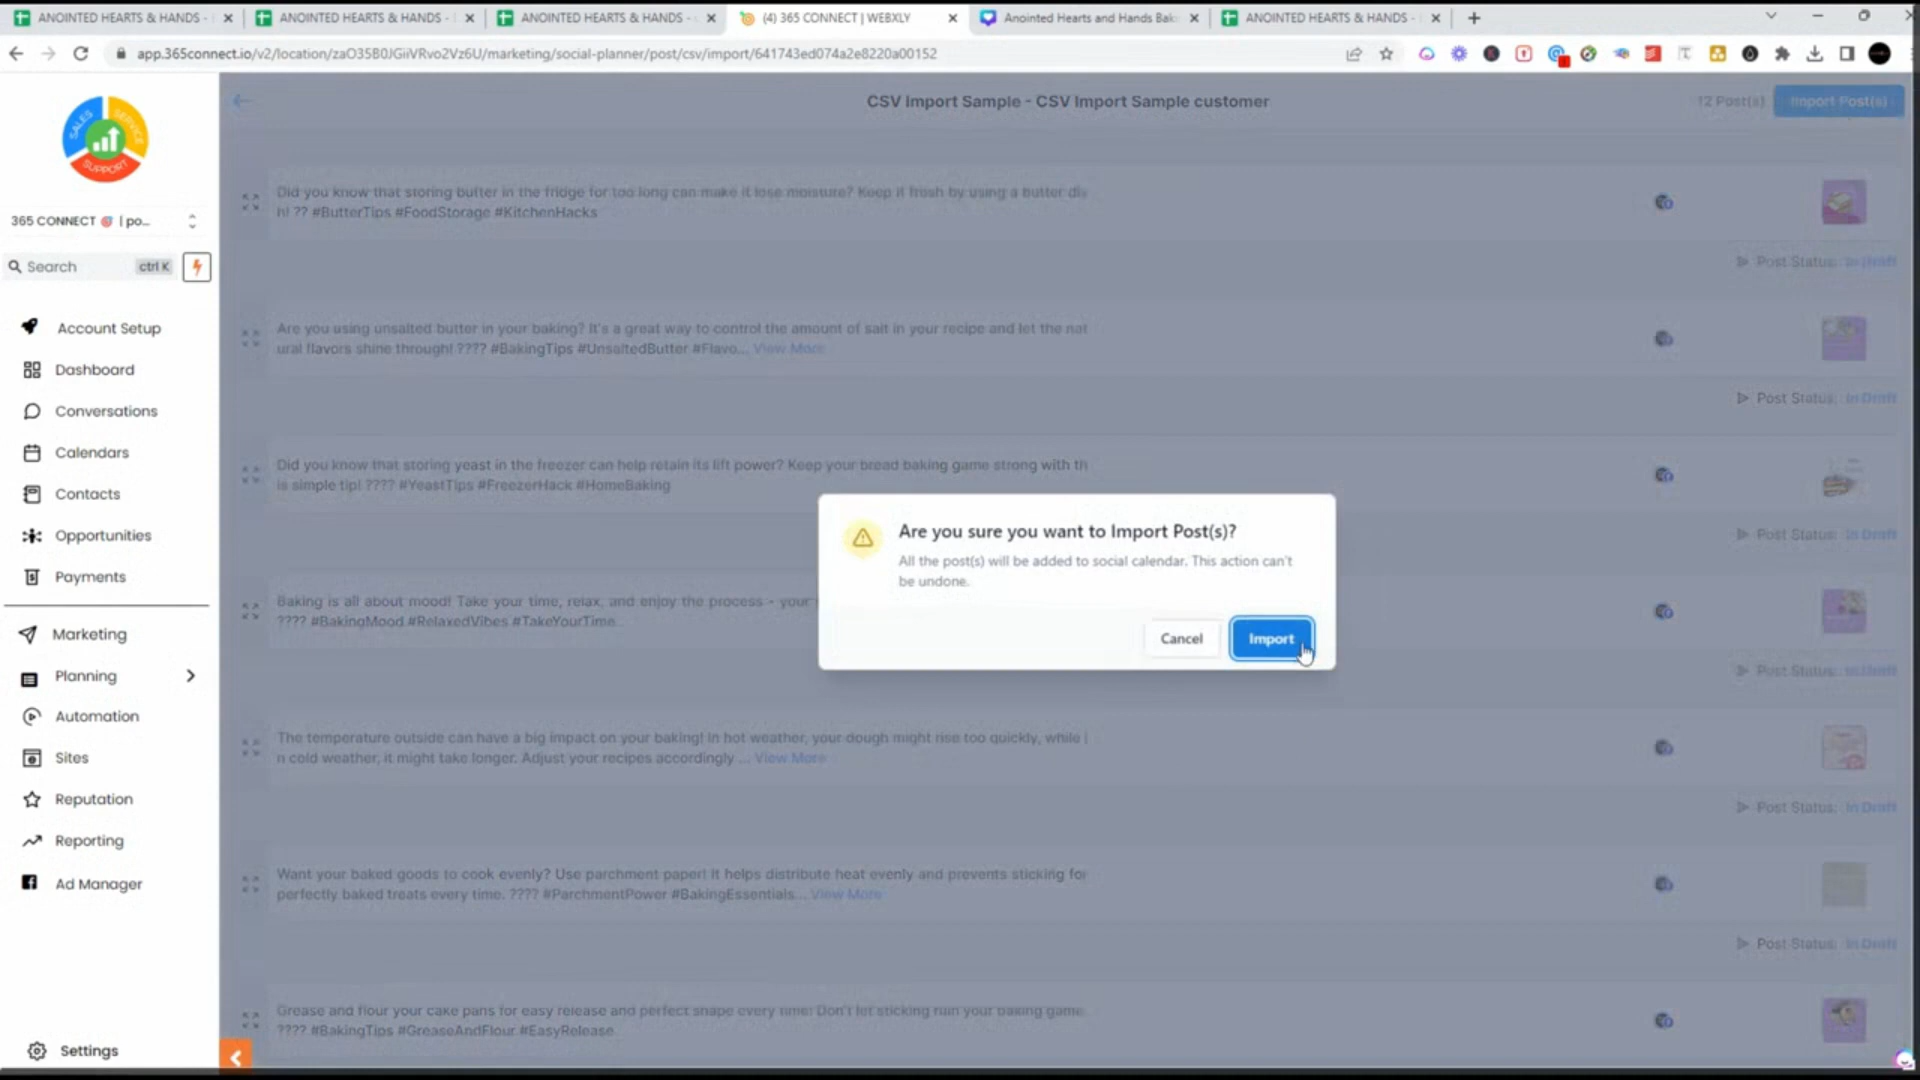 ANOINTED HEARTS & HANDS -
ANOINTED HEARTS & HANDS -
ANOINTED HEARTS & HANDS -
(4) 365 CONNECT | WEBXLY
Anointed Hearts and Hands Bak
ANOINTED HEARTS & HANDS -
app.365connect.io/v2/location/zaO35B0JGiiVRvo2Vz6U/marketing/social-planner/post/csv/import/641743ed074a2e8220a00152
SALES
SERVICE
SUPPORT
365 CONNECT | po...
Search
ctrl K
Account Setup
Dashboard
Conversations
Calendars
Contacts
Opportunities
Payments
Marketing
Planning
Automation
Sites
Reputation
Reporting
Ad Manager
Settings
CSV Import Sample - CSV Import Sample customer
12 Post(s)
Import Post(s)
Did you know that storing butter in the fridge for too long can make it lose moisture? Keep it fresh by using a butter dis
h! ?? #ButterTips #FoodStorage #KitchenHacks
Post Status: In Draft
Are you using unsalted butter in your baking? It's a great way to control the amount of salt in your recipe and let the nat
ural flavors shine through! ???? #BakingTips #UnsaltedButter #Flavo... View More
Post Status: In Draft
Did you know that storing yeast in the freezer can help retain its lift power? Keep your bread baking game strong with th
is simple tip! ???? #YeastTips #FreezerHack #HomeBaking
Post Status: In Draft
Baking is all about mood! Take your time, relax, and enjoy the process - your
???? #BakingMood #RelaxedVibes #TakeYourTime
Post Status: In Draft
The temperature outside can have a big impact on your baking! In hot weather, your dough might rise too quickly, while i
n cold weather, it might take longer. Adjust your recipes accordingly ... View More
Post Status: In Draft
Want your baked goods to cook evenly? Use parchment paper! It helps distribute heat evenly and prevents sticking for
perfectly baked treats every time. ???? #ParchmentPower #BakingEssentials... View More
Post Status: In Draft
Grease and flour your cake pans for easy release and perfect shape every time! Don't let sticking ruin your baking game.
???? #BakingTips #GreaseAndFlour #EasyRelease
Are you sure you want to Import Post(s)?
All the post(s) will be added to social calendar. This action can't
be undone.
Cancel
Import